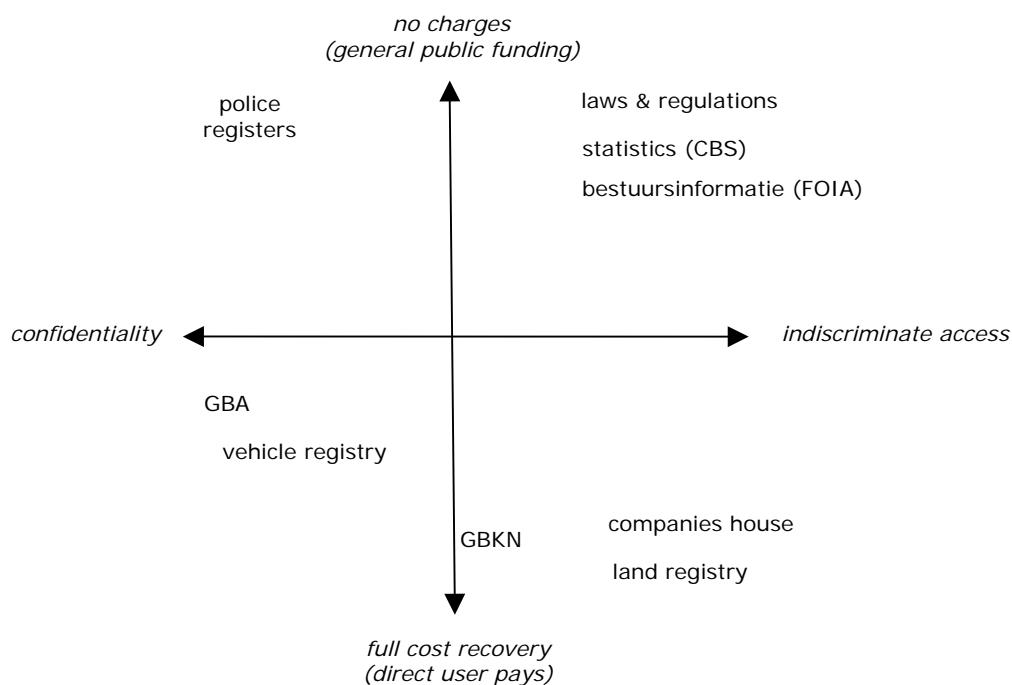 no charges
(general public funding)
police
registers
laws & regulations
statistics (CBS)
bestuursinformatie (FOIA)
confidentiality
indiscriminate access
GBA
vehicle registry
GBKN
companies house
land registry
full cost recovery
(direct user pays)